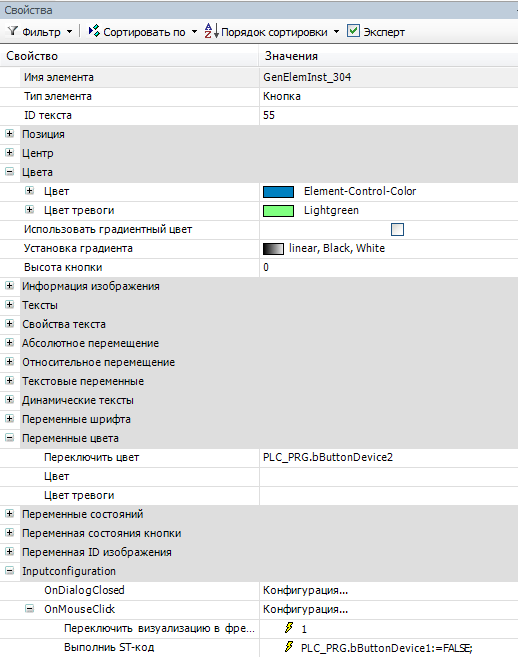 Свойства
Фильтр Сортировать по Порядок сортировки Эксперт
Свойство Значения
Имя элемента GenElemInst_304
Тип элемента Кнопка
ID текста 55
Позиция
Центр
Цвета
Цвет Element-Control-Color
Цвет тревоги Lightgreen
Использовать градиентный цвет
Установка градиента linear, Black, White
Высота кнопки 0
Информация изображения
Тексты
Свойства текста
Абсолютное перемещение
Относительное перемещение
Текстовые переменные
Динамические тексты
Переменные шрифта
Переменные цвета
Переключить цвет PLC_PRG.bButtonDevice2
Цвет
Цвет тревоги
Переменные состояний
Переменная состояния кнопки
Переменная ID изображения
Inputconfiguration
OnDialogClosed Конфигурация...
OnMouseClick Конфигурация...
Переключить визуализацию в фре... 1
Выполнь ST-код PLC_PRG.bButtonDevice1:=FALSE;